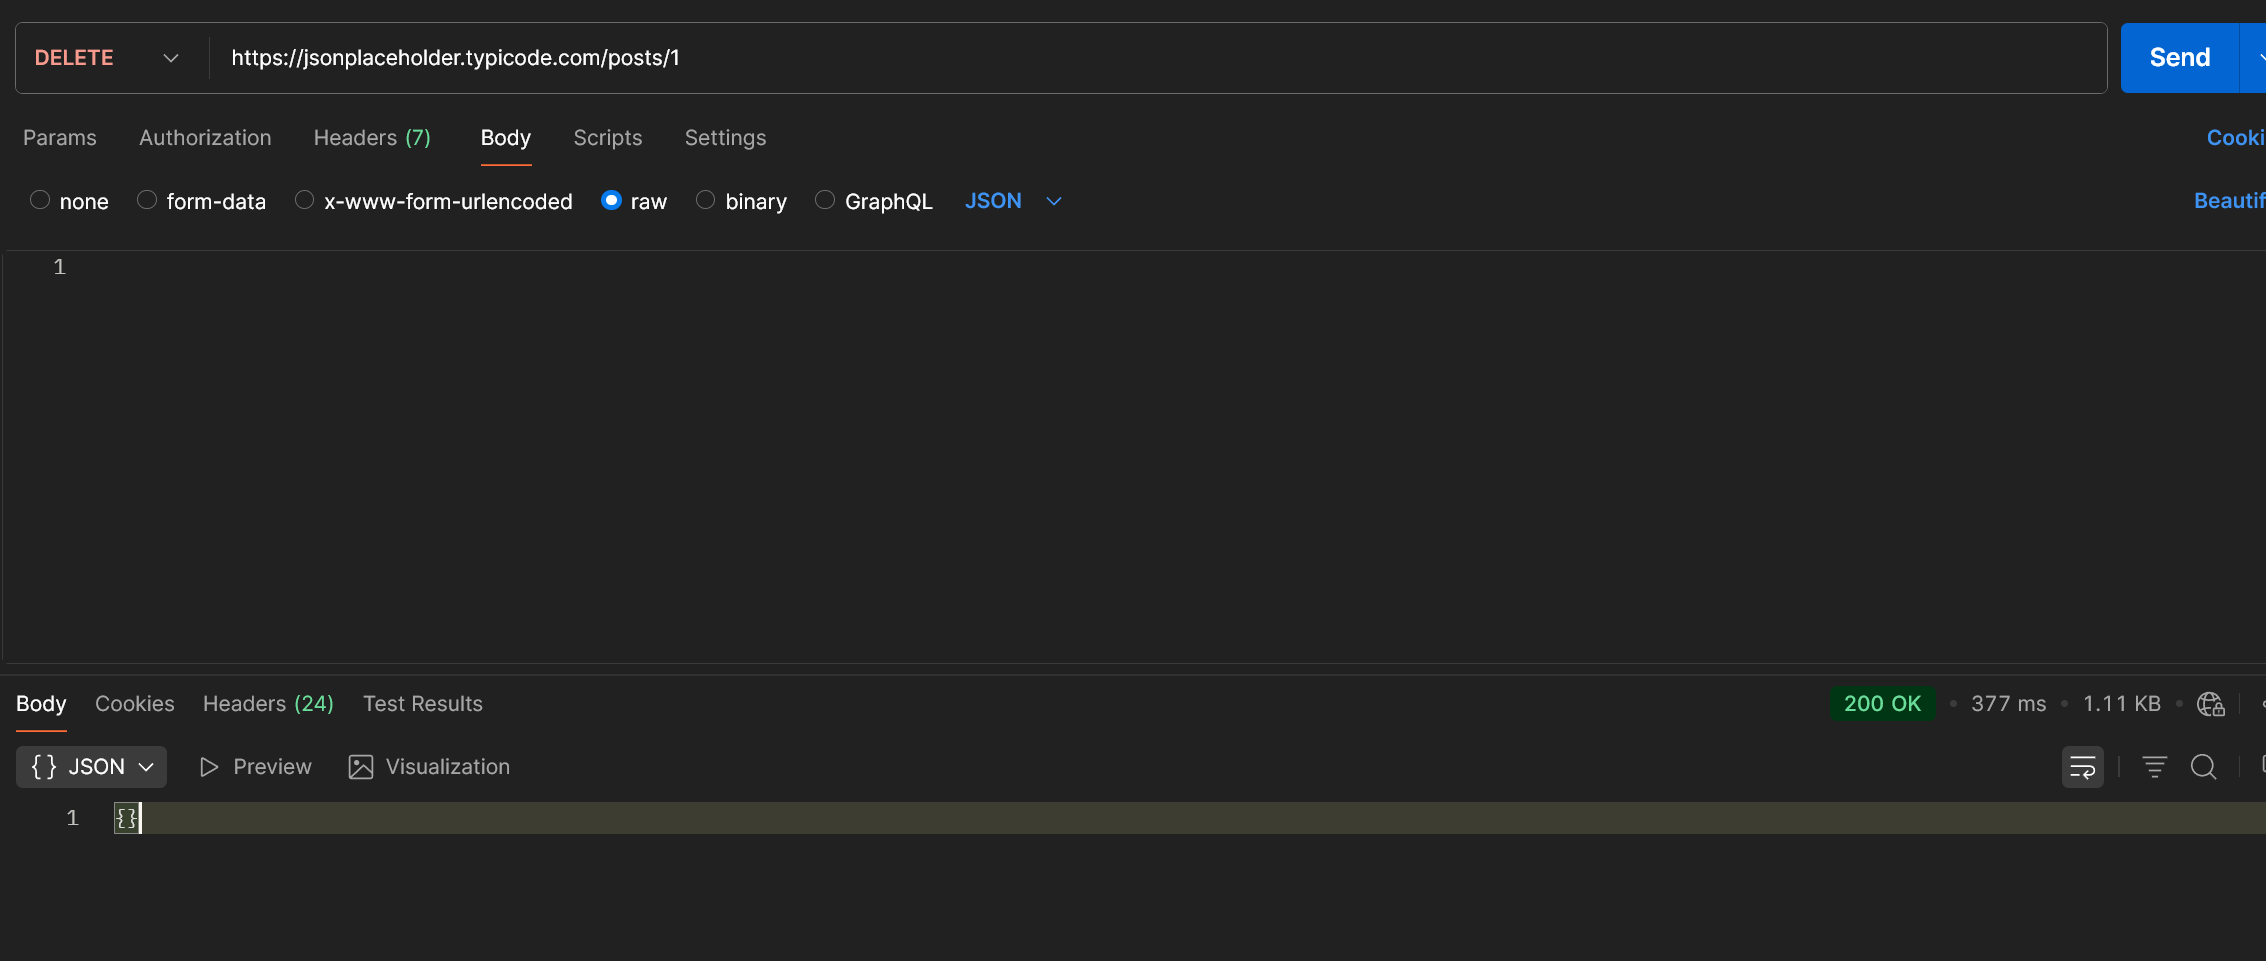 DELETE https://jsonplaceholder.typicode.com/posts/1 Send
Params Authorization Headers (7) Body Scripts Settings Cooki
none form-data x-www-form-urlencoded raw binary GraphQL JSON Beautif
1
Body Cookies Headers (24) Test Results 200 OK • 377 ms • 1.11 KB •
{} JSON Preview Visualization
1 {}